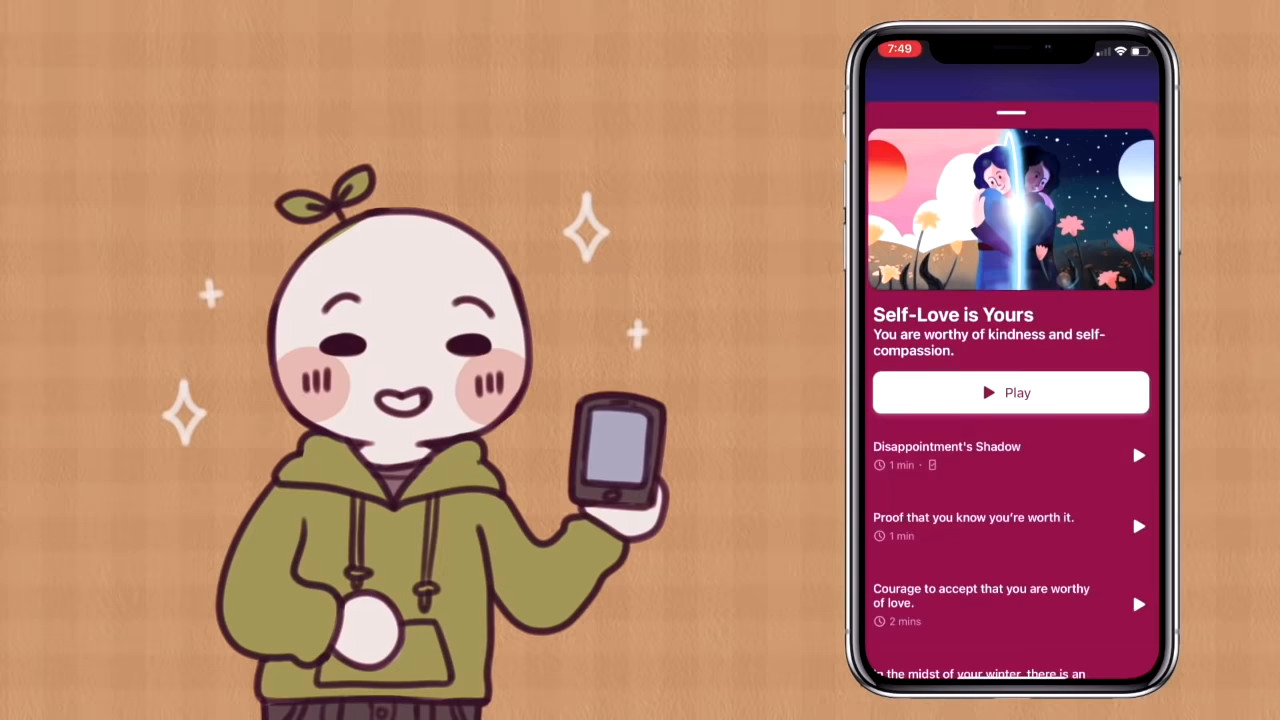 7:49
Self-Love is Yours
You are worthy of kindness and self-
compassion.
Play
Disappointment's Shadow
1 min ·
Proof that you know you’re worth it.
1 min
Courage to accept that you are worthy
of love.
2 mins
In the midst of your winter, there is an